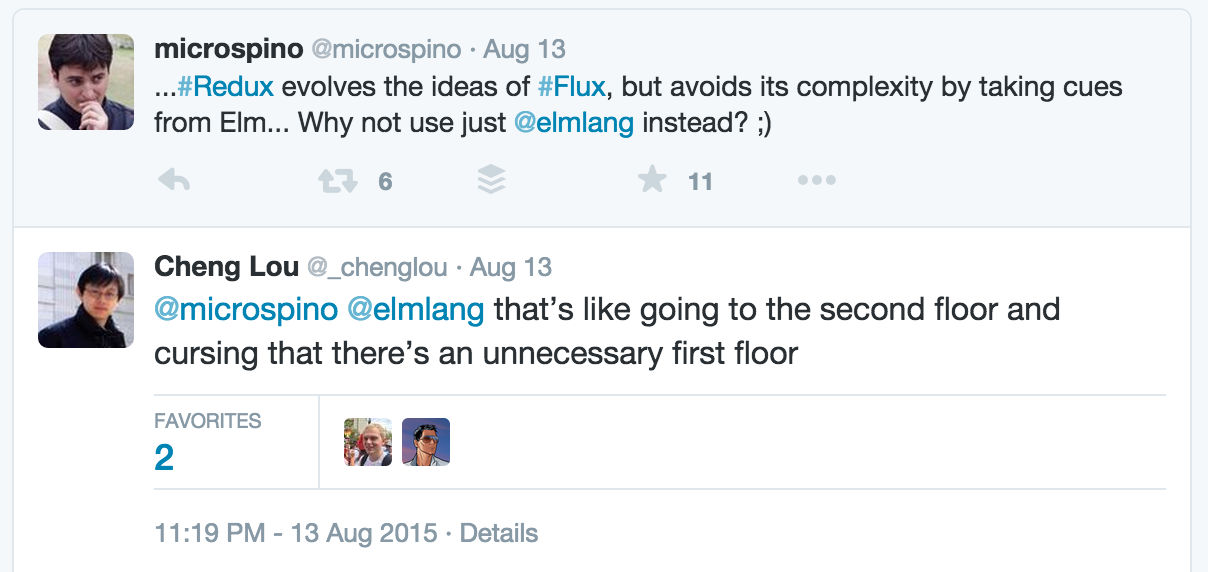 microspino @microspino · Aug 13
...#Redux evolves the ideas of #Flux, but avoids its complexity by taking cues
from Elm... Why not use just @elmlang instead? ;)
6 11
Cheng Lou @_chenglou · Aug 13
@microspino @elmlang that’s like going to the second floor and
cursing that there’s an unnecessary first floor
FAVORITES
2
11:19 PM - 13 Aug 2015 · Details